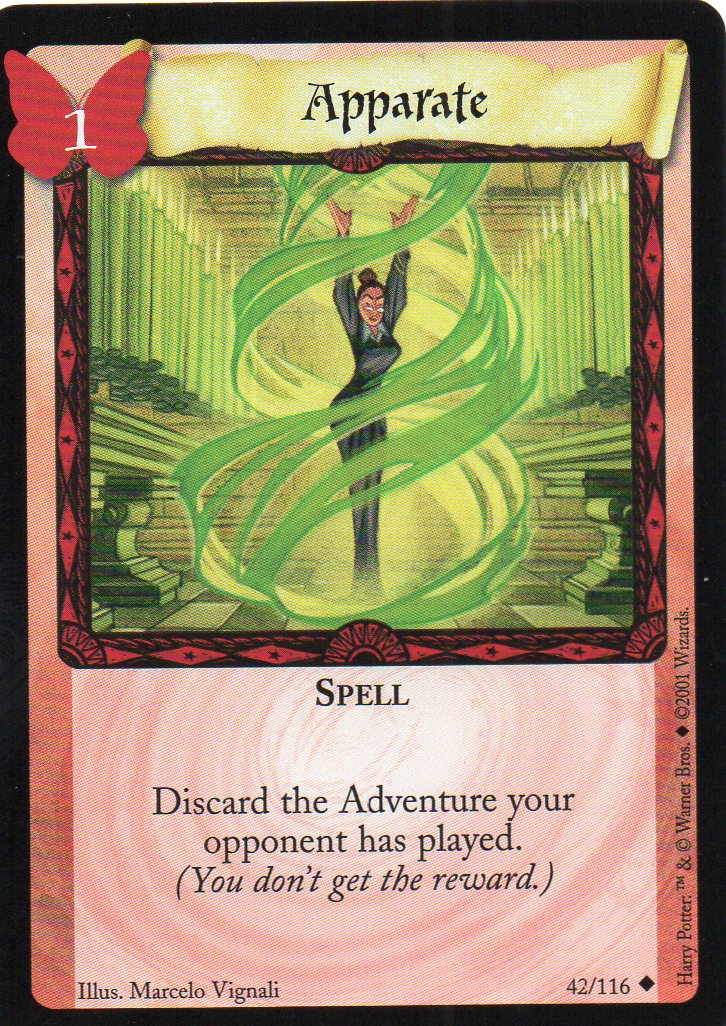 1
Apparate
SPELL
Discard the Adventure your
opponent has played.
(You don't get the reward.)
Illus. Marcelo Vignali
42/116 ◆
Harry Potter: ™ & © Warner Bros. ◆ ©2001 Wizards.